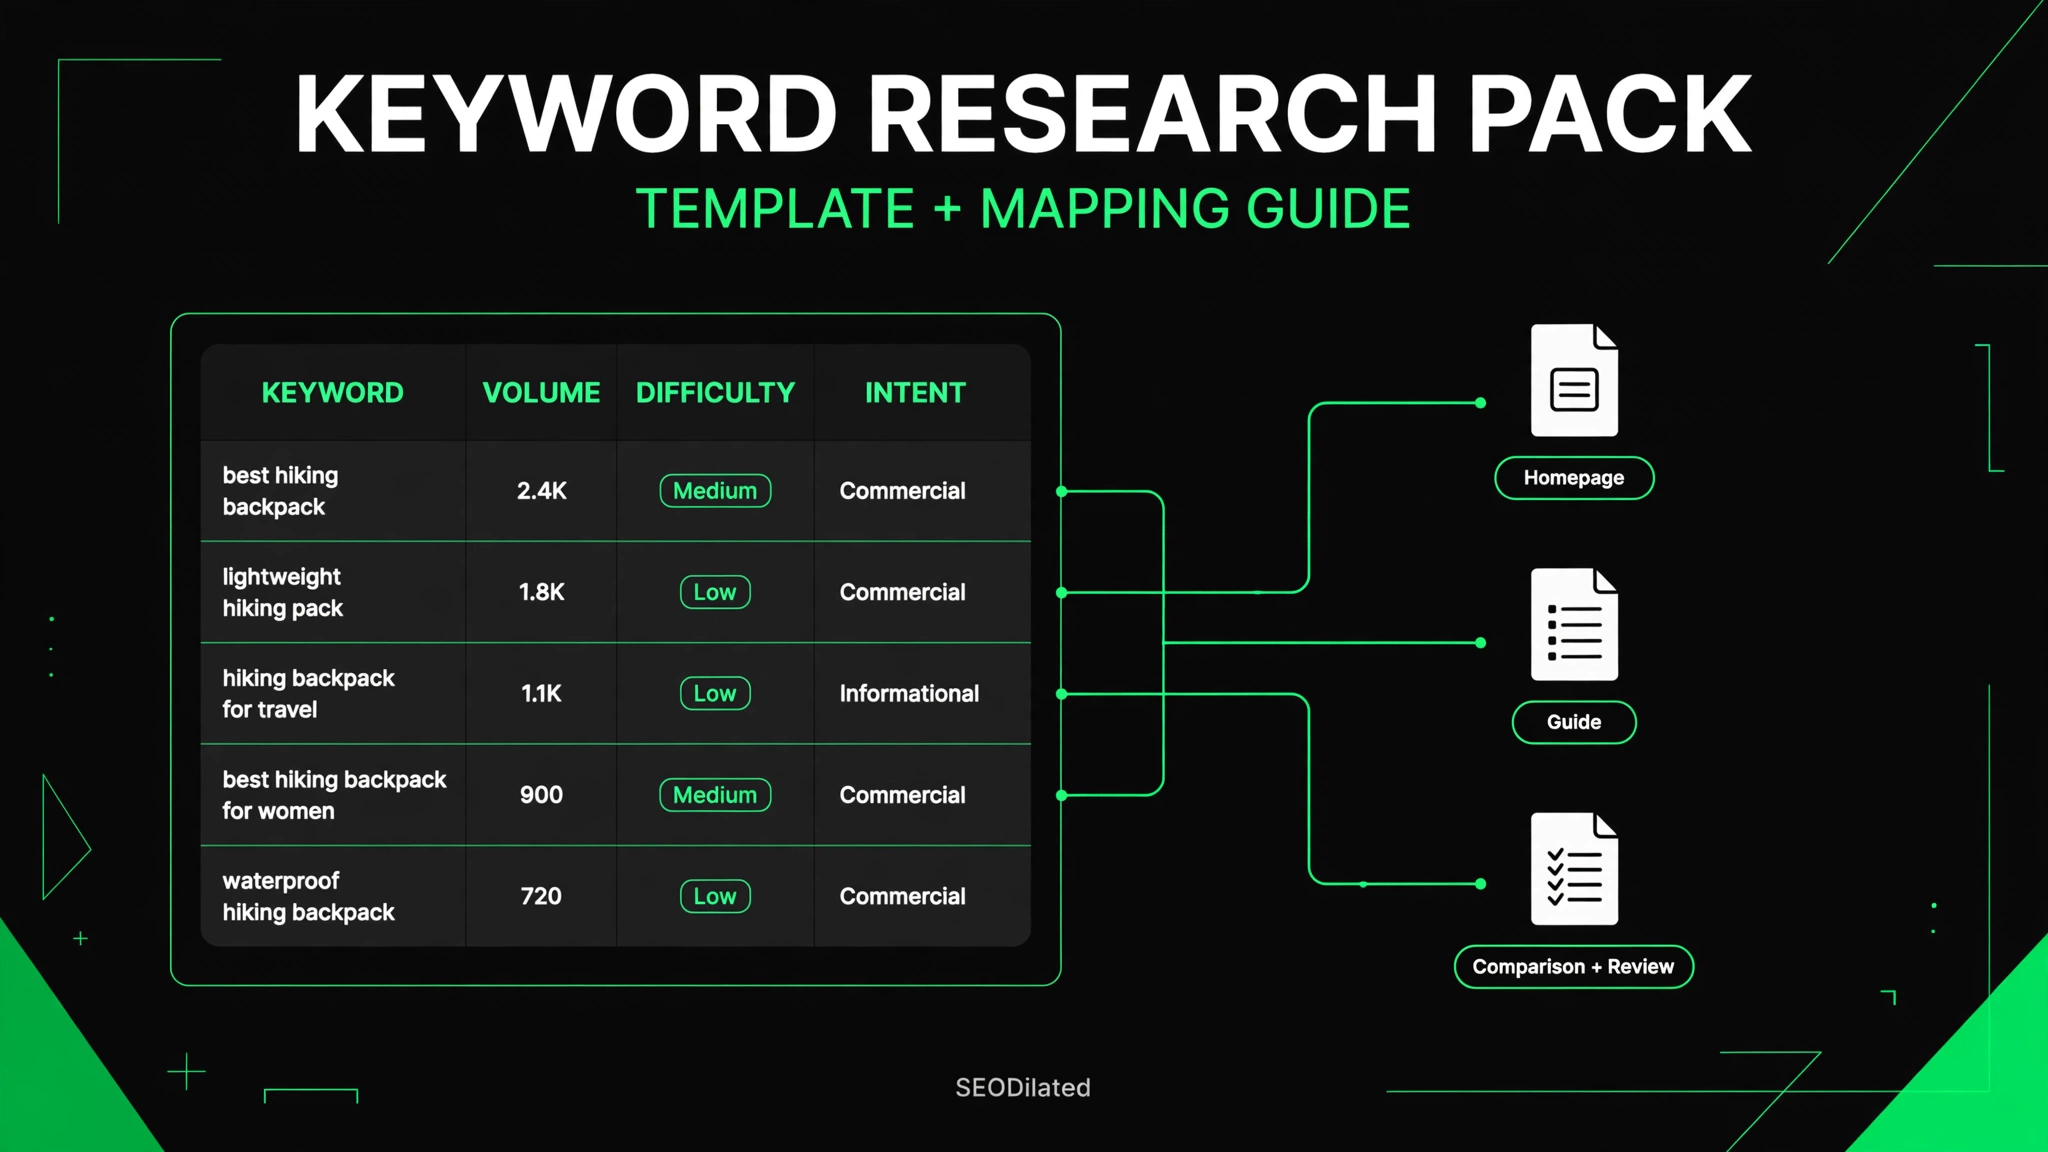 KEYWORD RESEARCH PACK
TEMPLATE + MAPPING GUIDE
KEYWORD VOLUME DIFFICULTY INTENT
best hiking
backpack
2.4K Medium Commercial
lightweight
hiking pack
1.8K Low Commercial
hiking backpack
for travel
1.1K Low Informational
best hiking backpack
for women
900 Medium Commercial
waterproof
hiking backpack
720 Low Commercial
Homepage
Guide
Comparison + Review
SEODilated